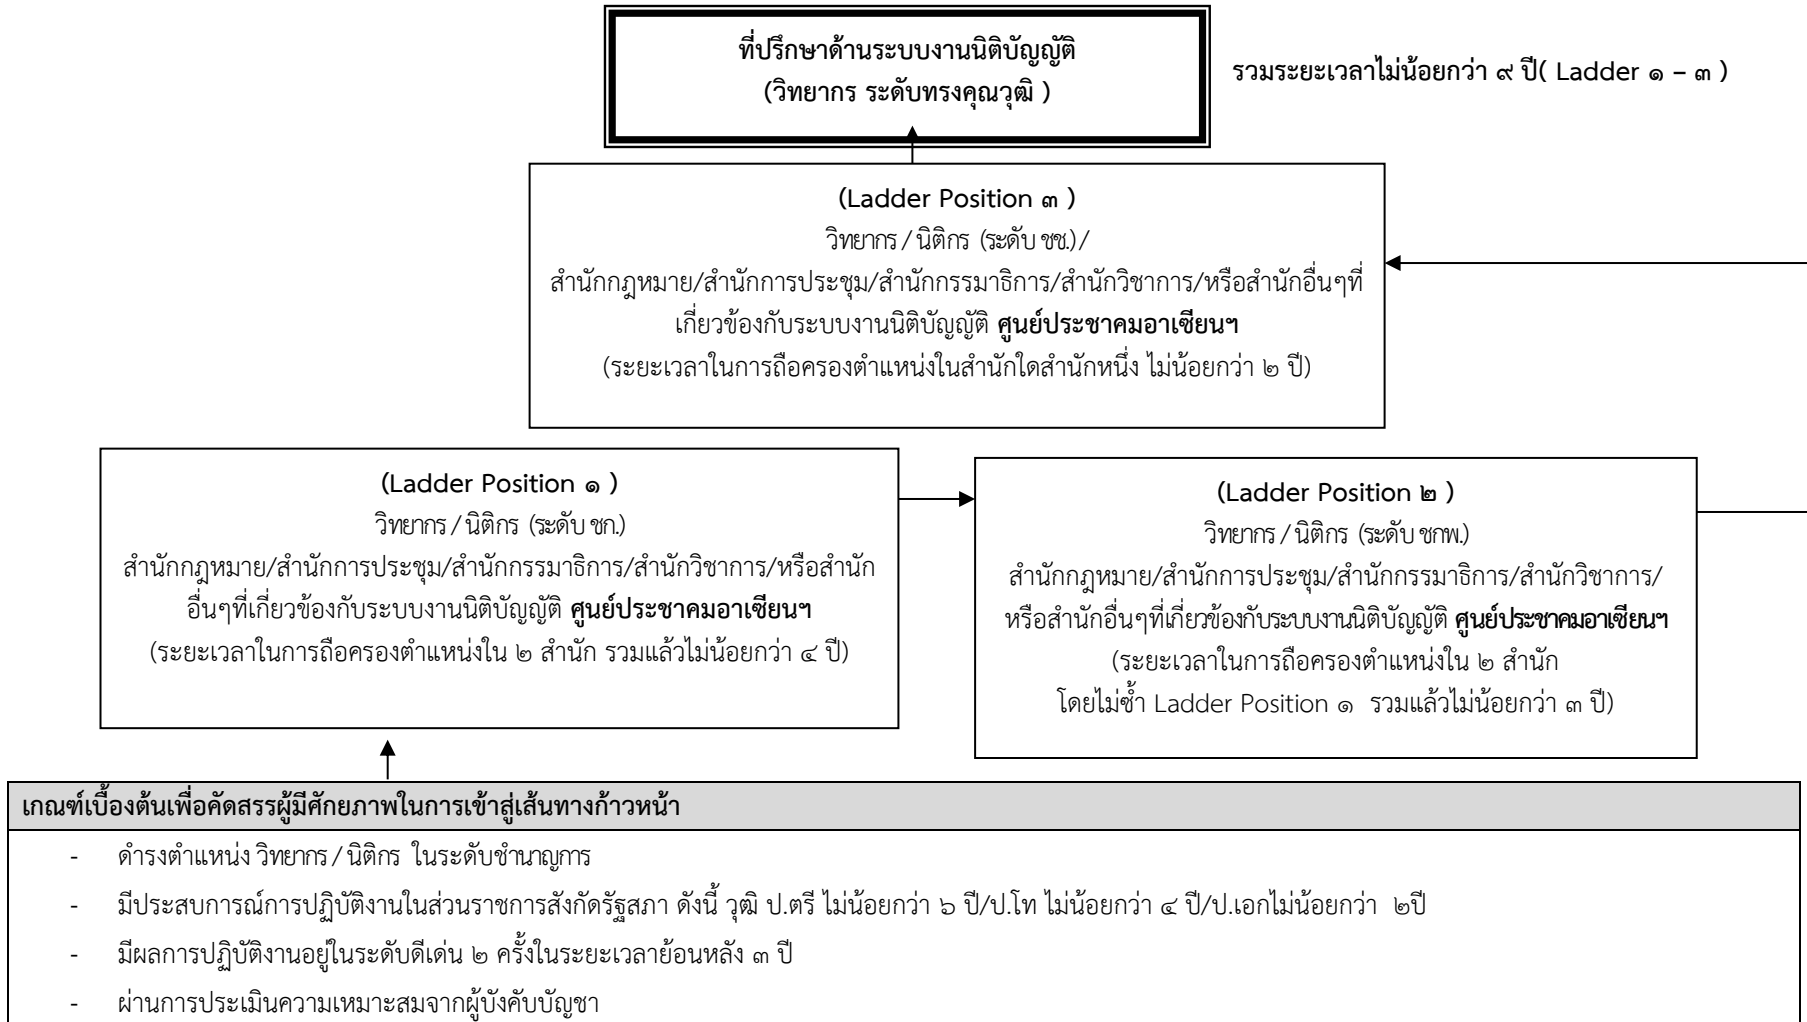 ที่ปรึกษาด้านระบบงานนิติบัญญัติ
(วิทยากร ระดับทรงคุณวุฒิ )
รวมระยะเวลาไม่น้อยกว่า ๙ ปี( Ladder ๑ – ๓ )
(Ladder Position ๓ )
วิทยากร / นิติกร (ระดับ ชช.) /
สำนักกฎหมาย/สำนักการประชุม/สำนักกรรมาธิการ/สำนักวิชาการ/หรือสำนักอื่นๆที่
เกี่ยวข้องกับระบบงานนิติบัญญัติ ศูนย์ประชาคมอาเซียนฯ
(ระยะเวลาในการถือครองตำแหน่งในสำนักใดสำนักหนึ่ง ไม่น้อยกว่า ๒ ปี)
(Ladder Position ๑ )
วิทยากร / นิติกร (ระดับ ชก.)
สำนักกฎหมาย/สำนักการประชุม/สำนักกรรมาธิการ/สำนักวิชาการ/หรือสำนัก
อื่นๆที่เกี่ยวข้องกับระบบงานนิติบัญญัติ ศูนย์ประชาคมอาเซียนฯ
(ระยะเวลาในการถือครองตำแหน่งใน ๒ สำนัก รวมแล้วไม่น้อยกว่า ๔ ปี)
(Ladder Position ๒ )
วิทยากร / นิติกร (ระดับ ชกพ.)
สำนักกฎหมาย/สำนักการประชุม/สำนักกรรมาธิการ/สำนักวิชาการ/
หรือสำนักอื่นๆที่เกี่ยวข้องกับระบบงานนิติบัญญัติ ศูนย์ประชาคมอาเซียนฯ
(ระยะเวลาในการถือครองตำแหน่งใน ๒ สำนัก
โดยไม่ซ้ำ Ladder Position ๑ รวมแล้วไม่น้อยกว่า ๓ ปี)
เกณฑ์เบื้องต้นเพื่อคัดสรรผู้มีศักยภาพในการเข้าสู่เส้นทางก้าวหน้า
- ดำรงตำแหน่ง วิทยากร / นิติกร ในระดับชำนาญการ
- มีประสบการณ์การปฏิบัติงานในส่วนราชการสังกัดรัฐสภา ดังนี้ วุฒิ ป.ตรี ไม่น้อยกว่า ๖ ปี/ป.โท ไม่น้อยกว่า ๔ ปี/ป.เอกไม่น้อยกว่า ๒ปี
- มีผลการปฏิบัติงานอยู่ในระดับดีเด่น ๒ ครั้งในระยะเวลาย้อนหลัง ๓ ปี
- ผ่านการประเมินความเหมาะสมจากผู้บังคับบัญชา